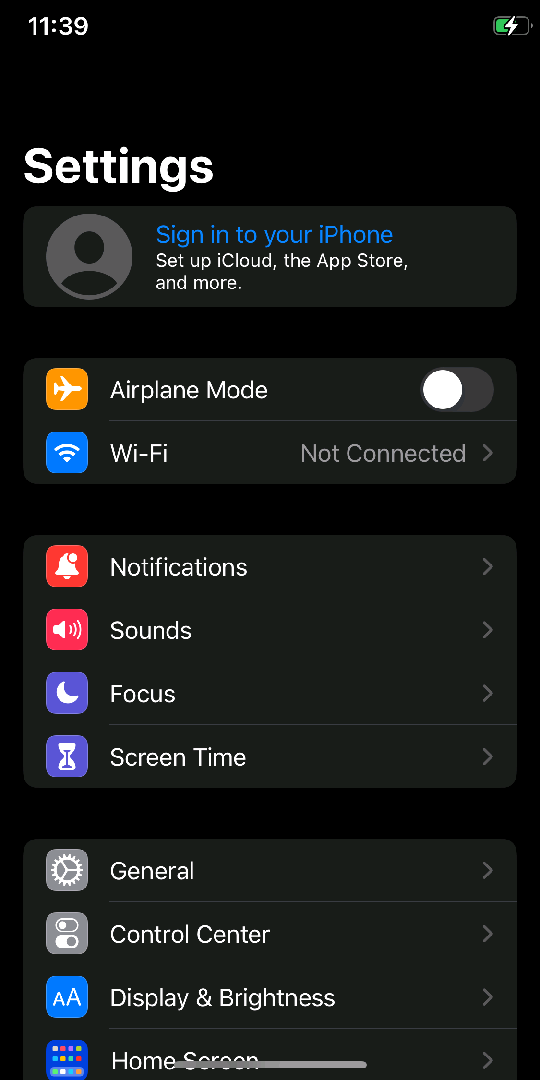 11:39
Settings
Sign in to your iPhone
Set up iCloud, the App Store,
and more.
Airplane Mode
Wi-Fi Not Connected
Notifications
Sounds
Focus
Screen Time
General
Control Center
AA Display & Brightness
Home Screen